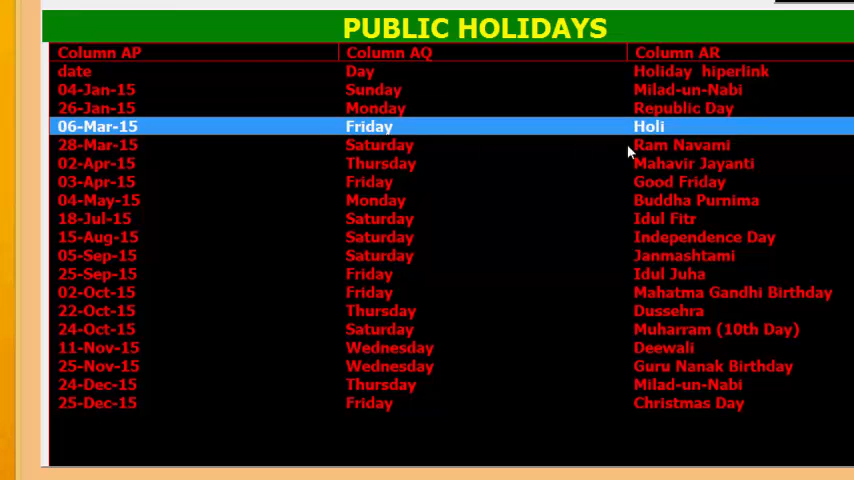 PUBLIC HOLIDAYS
Column AP Column AQ Column AR
date Day Holiday hiperlink
04-Jan-15 Sunday Milad-un-Nabi
26-Jan-15 Monday Republic Day
06-Mar-15 Friday Holi
28-Mar-15 Saturday Ram Navami
02-Apr-15 Thursday Mahavir Jayanti
03-Apr-15 Friday Good Friday
04-May-15 Monday Buddha Purnima
18-Jul-15 Saturday Idul Fitr
15-Aug-15 Saturday Independence Day
05-Sep-15 Saturday Janmashtami
25-Sep-15 Friday Idul Juha
02-Oct-15 Friday Mahatma Gandhi Birthday
22-Oct-15 Thursday Dussehra
24-Oct-15 Saturday Muharram (10th Day)
11-Nov-15 Wednesday Deewali
25-Nov-15 Wednesday Guru Nanak Birthday
24-Dec-15 Thursday Milad-un-Nabi
25-Dec-15 Friday Christmas Day